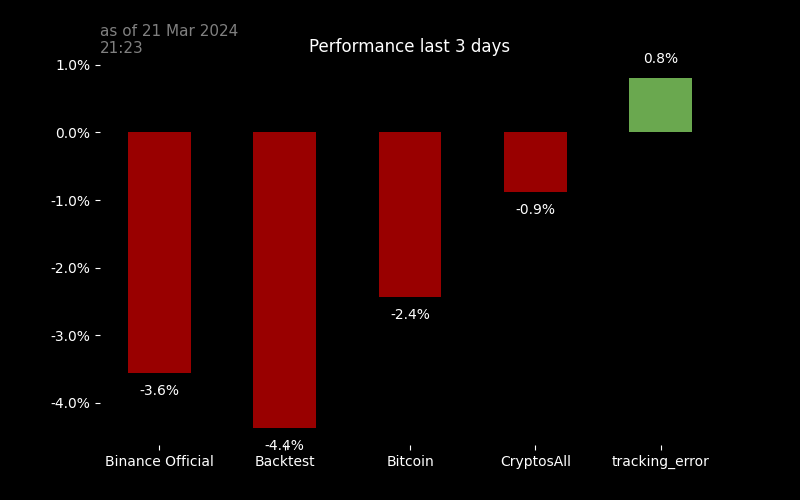 as of 21 Mar 2024
21:23
Performance last 3 days
1.0%
0.0%
-1.0%
-2.0%
-3.0%
-4.0%
-3.6%
-4.4%
-2.4%
-0.9%
0.8%
Binance Official
Backtest
Bitcoin
CryptosAll
tracking_error